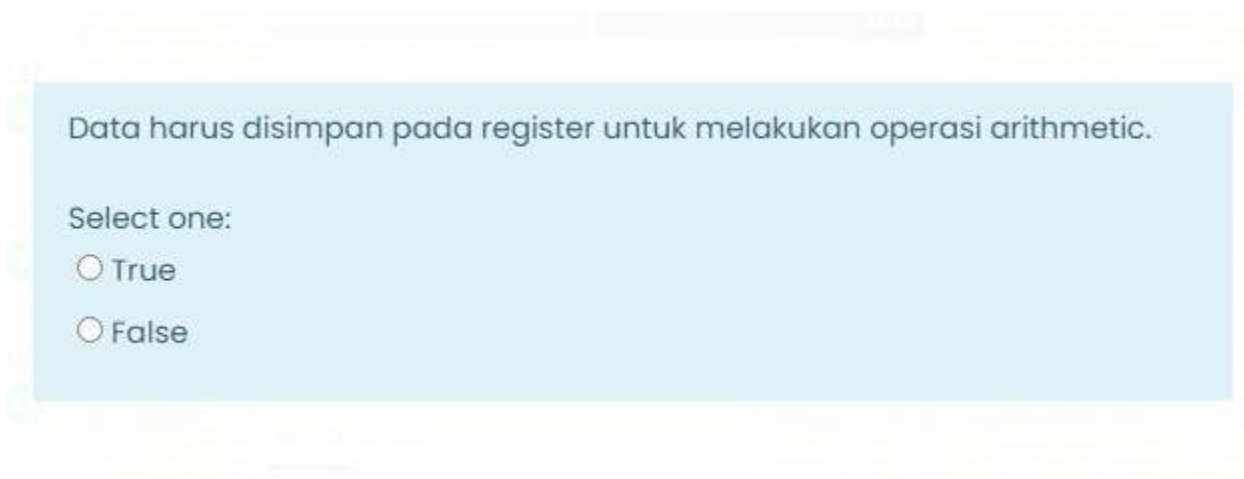 Data harus disimpan pada register untuk melakukan operasi arithmetic.
Select one:
True
False